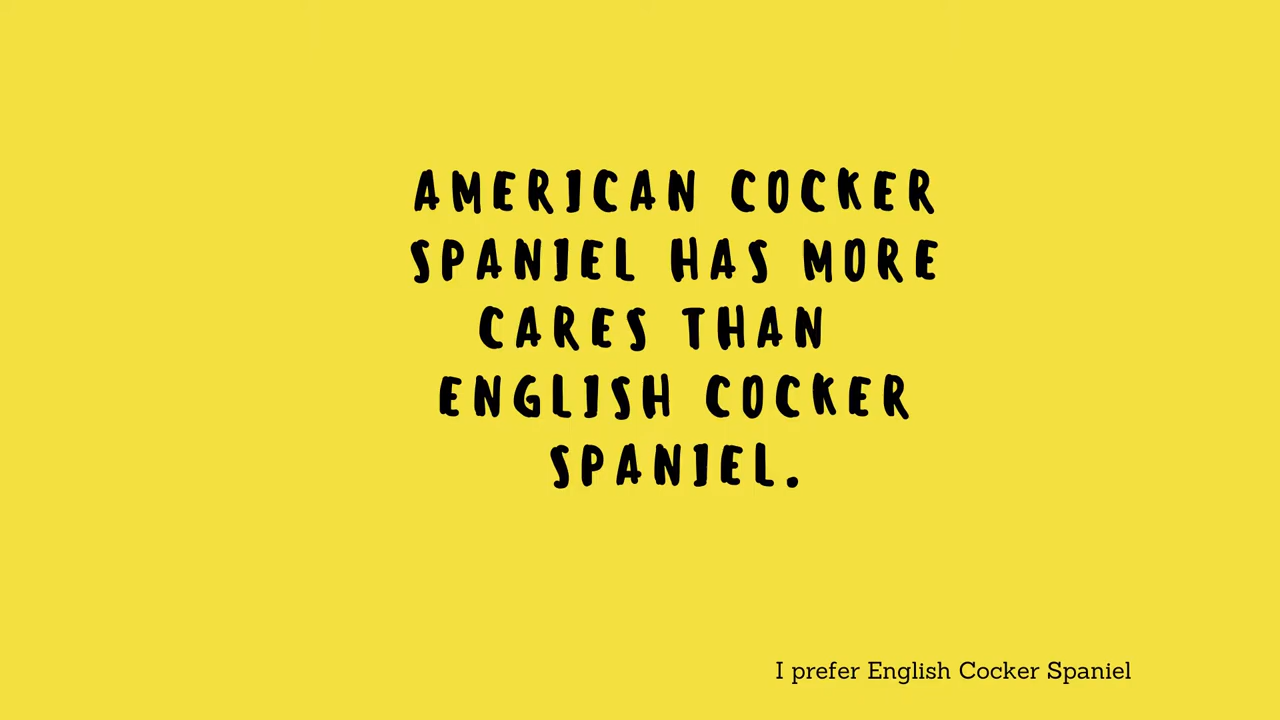 AMERICAN COCKER
SPANIEL HAS MORE
CARES THAN
ENGLISH COCKER
SPANIEL.
I prefer English Cocker Spaniel